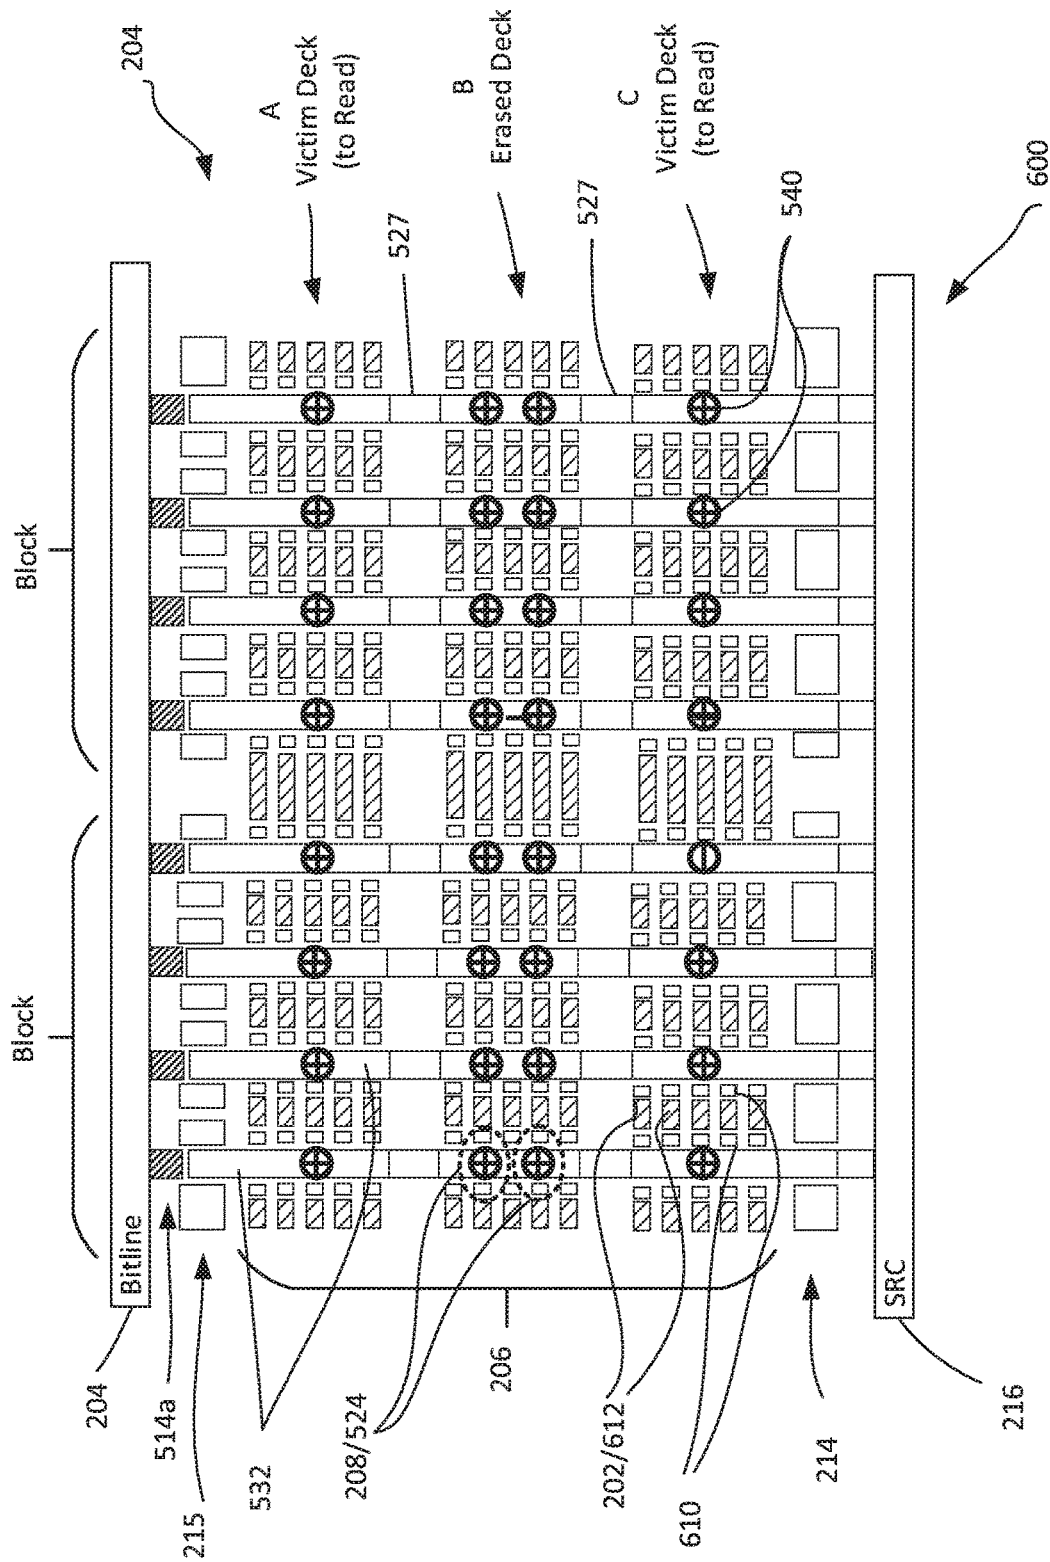 Block
Block
204
Bitline
204
514a
215
532
A
Victim Deck
(to Read)
208/524
527
B
Erased Deck
206
527
202/612
C
Victim Deck
(to Read)
610
540
214
SRC
216
600